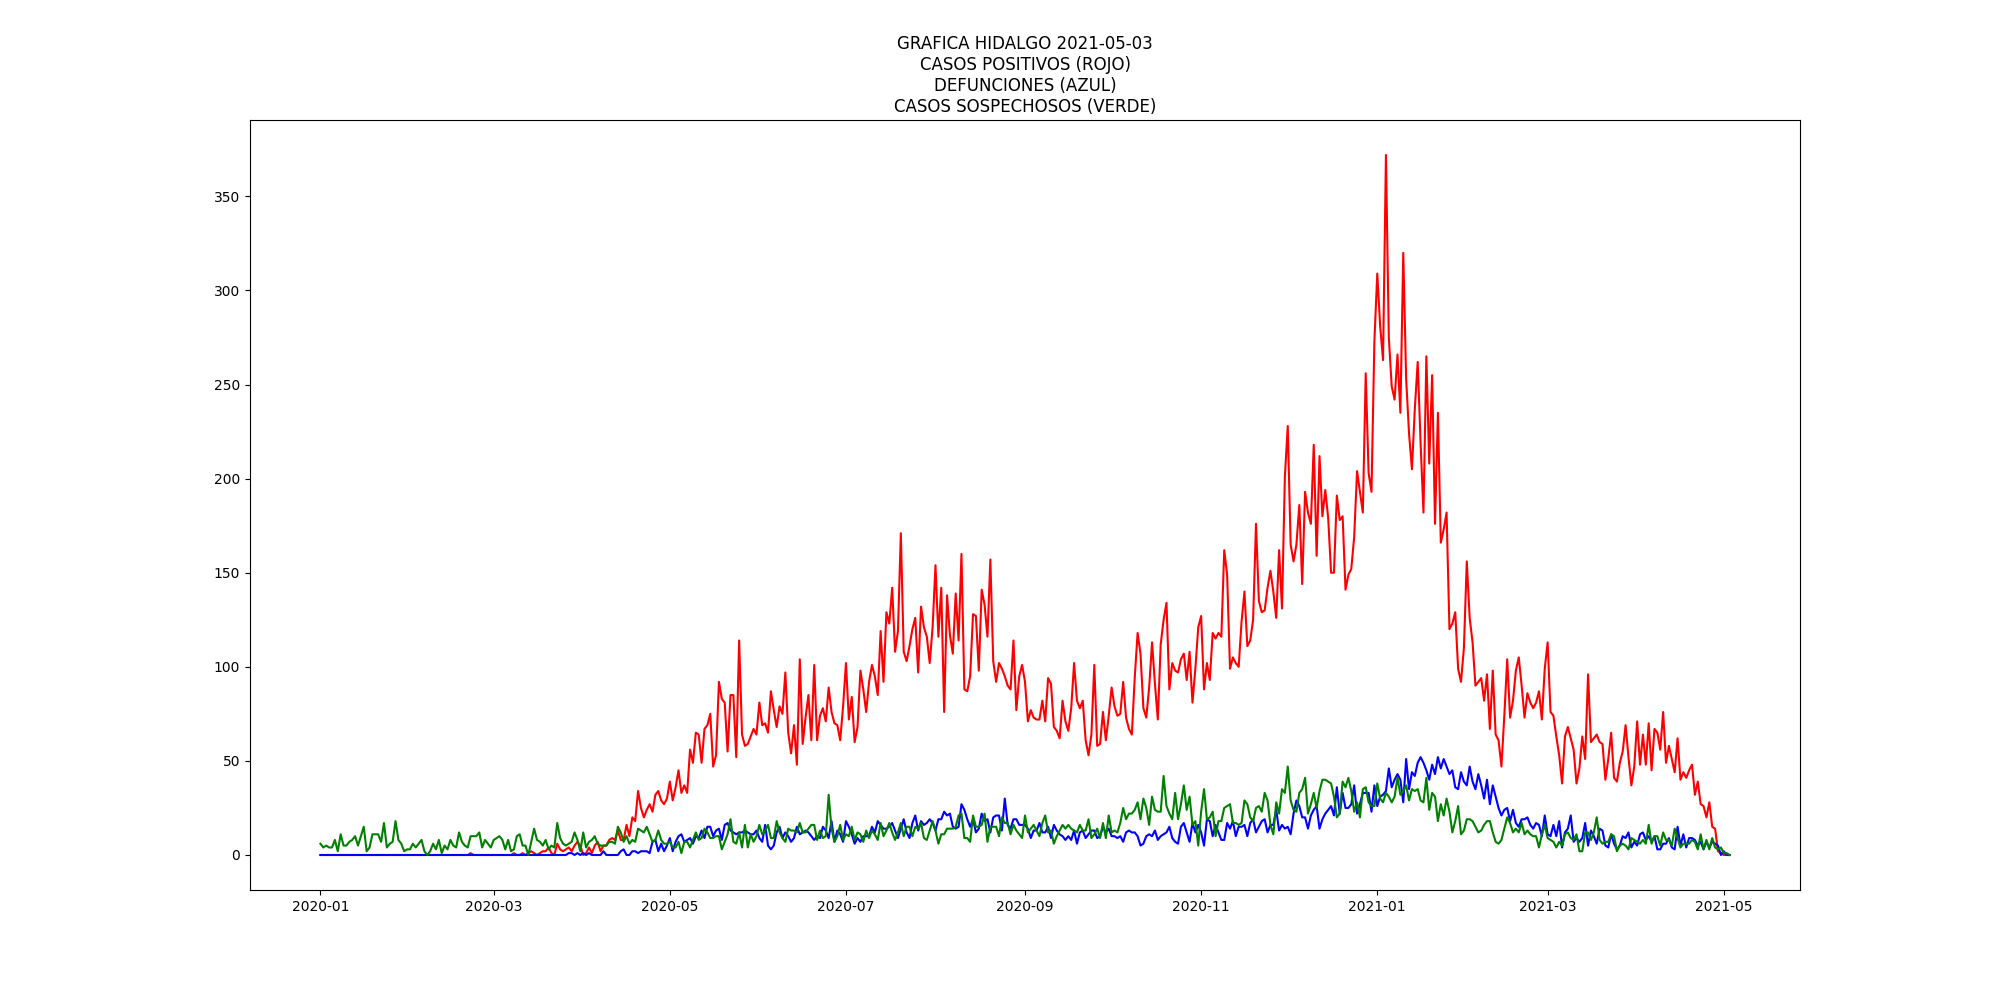 GRAFICA HIDALGO 2021-05-03
CASOS POSITIVOS (ROJO)
DEFUNCIONES (AZUL)
CASOS SOSPECHOSOS (VERDE)
350
300
250
200
150
100
50
0
2020-01 2020-03 2020-05 2020-07 2020-09 2020-11 2021-01 2021-03 2021-05